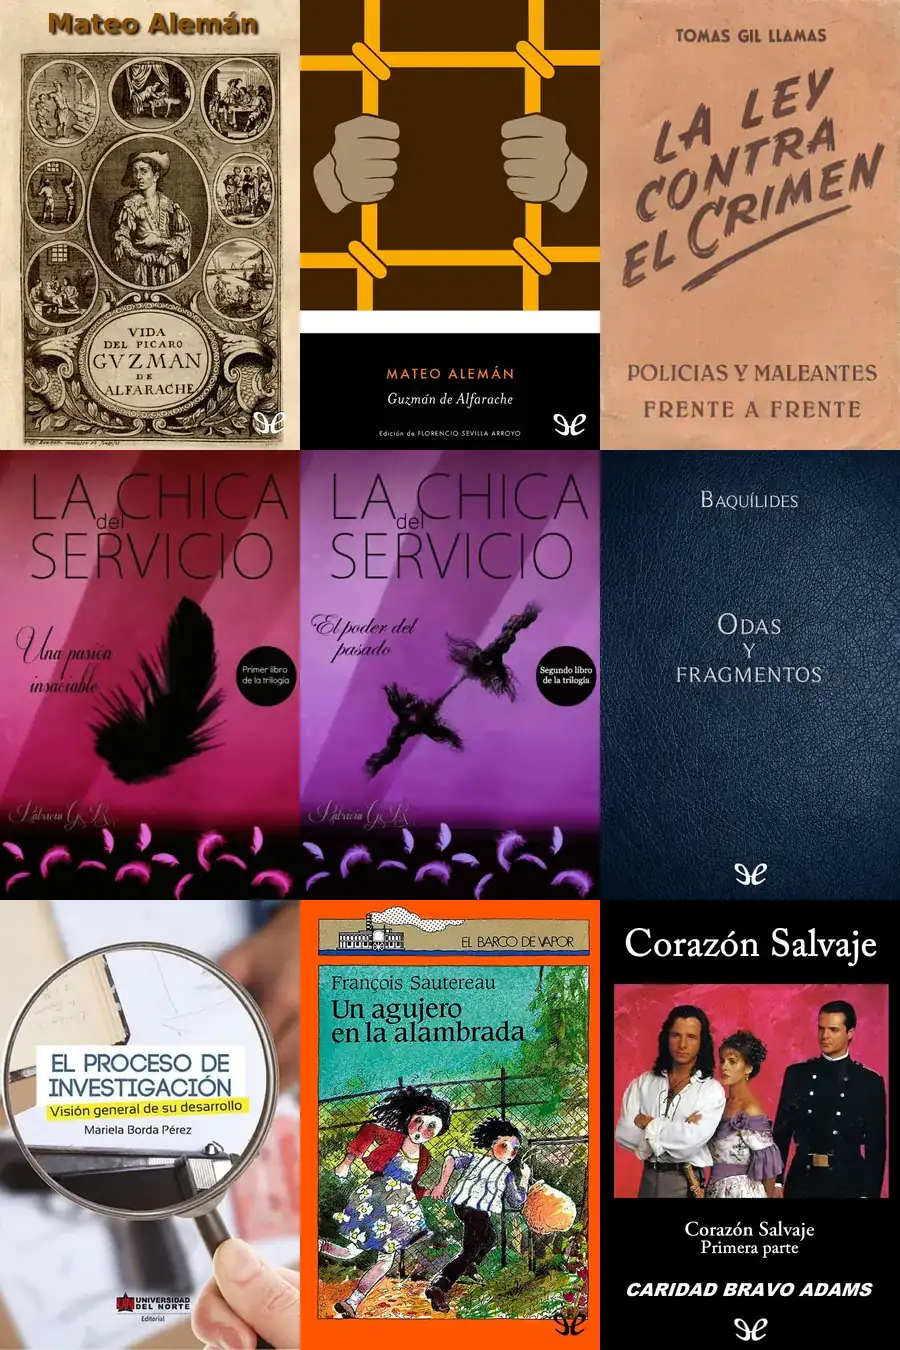 Mateo Alemán
VIDA
DEL PICARO
GVZMAN
DE
ALFARACHE
MATEO ALEMÁN
Guzmán de Alfarache
Edición de FLORENCIO SEVILLA ARROYO
TOMAS GIL LLAMAS
LA LEY
CONTRA
EL CRIMEN
POLICIAS Y MALEANTES
FRENTE A FRENTE
LA CHICA
del
SERVICIO
Una pasión
insaciable
Primer libro
de la trilogía
Patricia G. R.
LA CHICA
del
SERVICIO
El poder del
pasado
Segundo libro
de la trilogía
Patricia G. R.
BAQUÍLIDES
ODAS
Y
FRAGMENTOS
EL PROCESO DE
INVESTIGACIÓN
Visión general de su desarrollo
Mariela Borda Pérez
UN UNIVERSIDAD
DEL NORTE
Editorial
EL BARCO DE VAPOR
François Sautereau
Un agujero
en la alambrada
Corazón Salvaje
Corazón Salvaje
Primera parte
CARIDAD BRAVO ADAMS